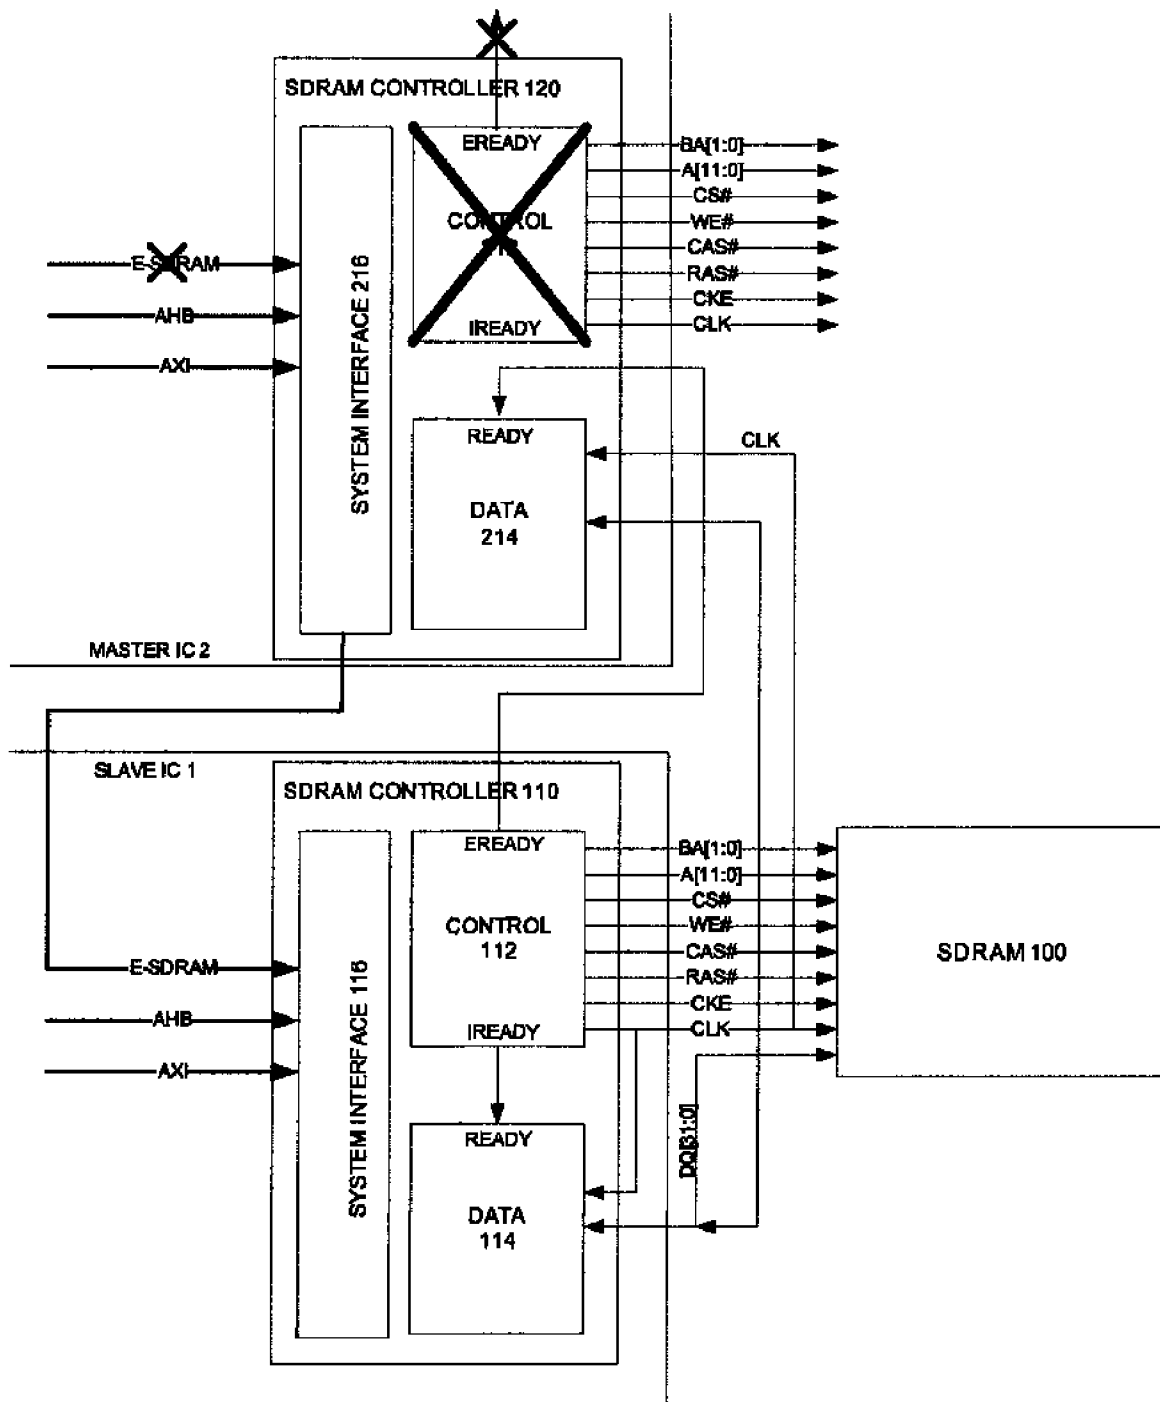 SDRAM CONTROLLER 120
EREADY
CONTROL
IREADY
BA[1:0]
A[11:0]
CS#
WE#
CAS#
RAS#
CKE
CLK
E-SDRAM
AHB
AXI
SYSTEM INTERFACE 216
READY
DATA
214
CLK
MASTER IC 2
SLAVE IC 1
SDRAM CONTROLLER 110
EREADY
CONTROL
112
IREADY
BA[1:0]
A[11:0]
CS#
WE#
CAS#
RAS#
CKE
CLK
SDRAM 100
E-SDRAM
AHB
AXI
SYSTEM INTERFACE 116
READY
DATA
114
DQ[31:0]